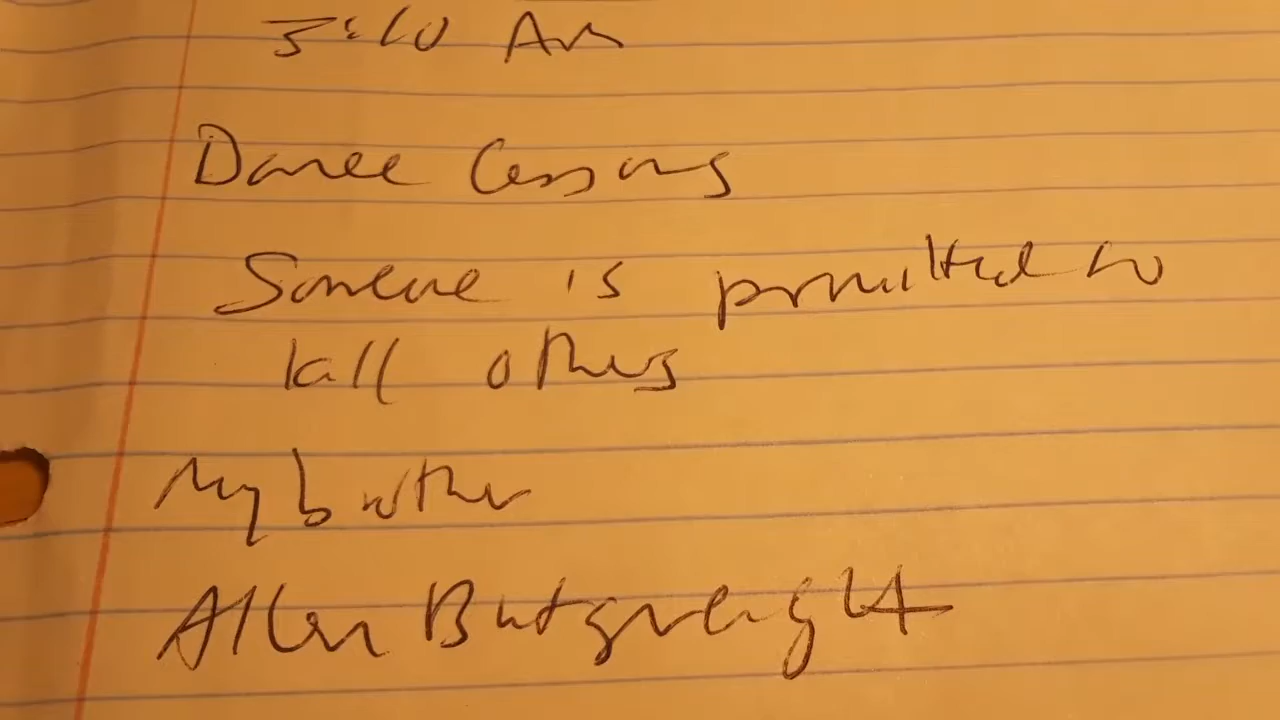 3:10 AM
Dance Lessons
Someone is permitted to
kill others
My brother
Allen